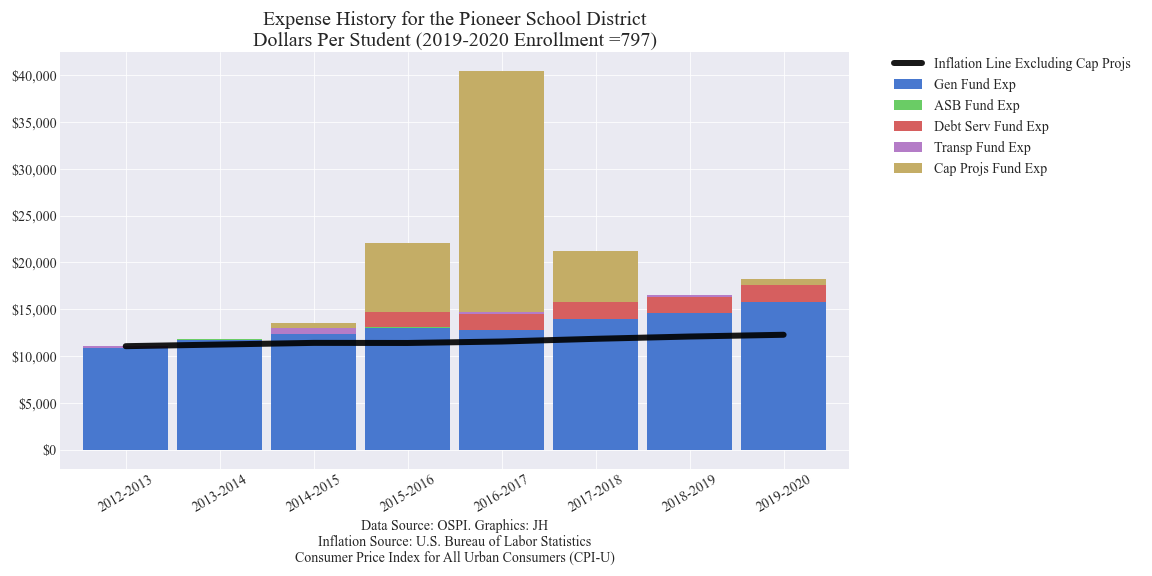 Expense History for the Pioneer School District
Dollars Per Student (2019-2020 Enrollment =797)
$40,000
$35,000
$30,000
$25,000
$20,000
$15,000
$10,000
$5,000
$0
2012-2013
2013-2014
2014-2015
2015-2016
2016-2017
2017-2018
2018-2019
2019-2020
Data Source: OSPI. Graphics: JH
Inflation Source: U.S. Bureau of Labor Statistics
Consumer Price Index for All Urban Consumers (CPI-U)
Inflation Line Excluding Cap Projs
Gen Fund Exp
ASB Fund Exp
Debt Serv Fund Exp
Transp Fund Exp
Cap Projs Fund Exp